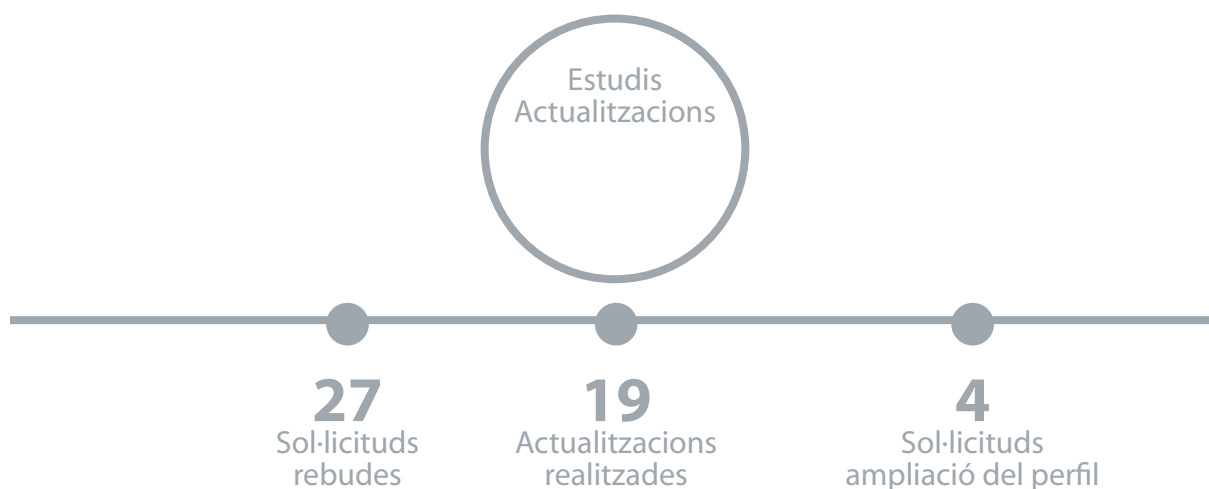 Estudis
Actualitzacions
27
Sol·licituds
rebudes
19
Actualitzacions
realitzades
4
Sol·licituds
ampliació del perfil